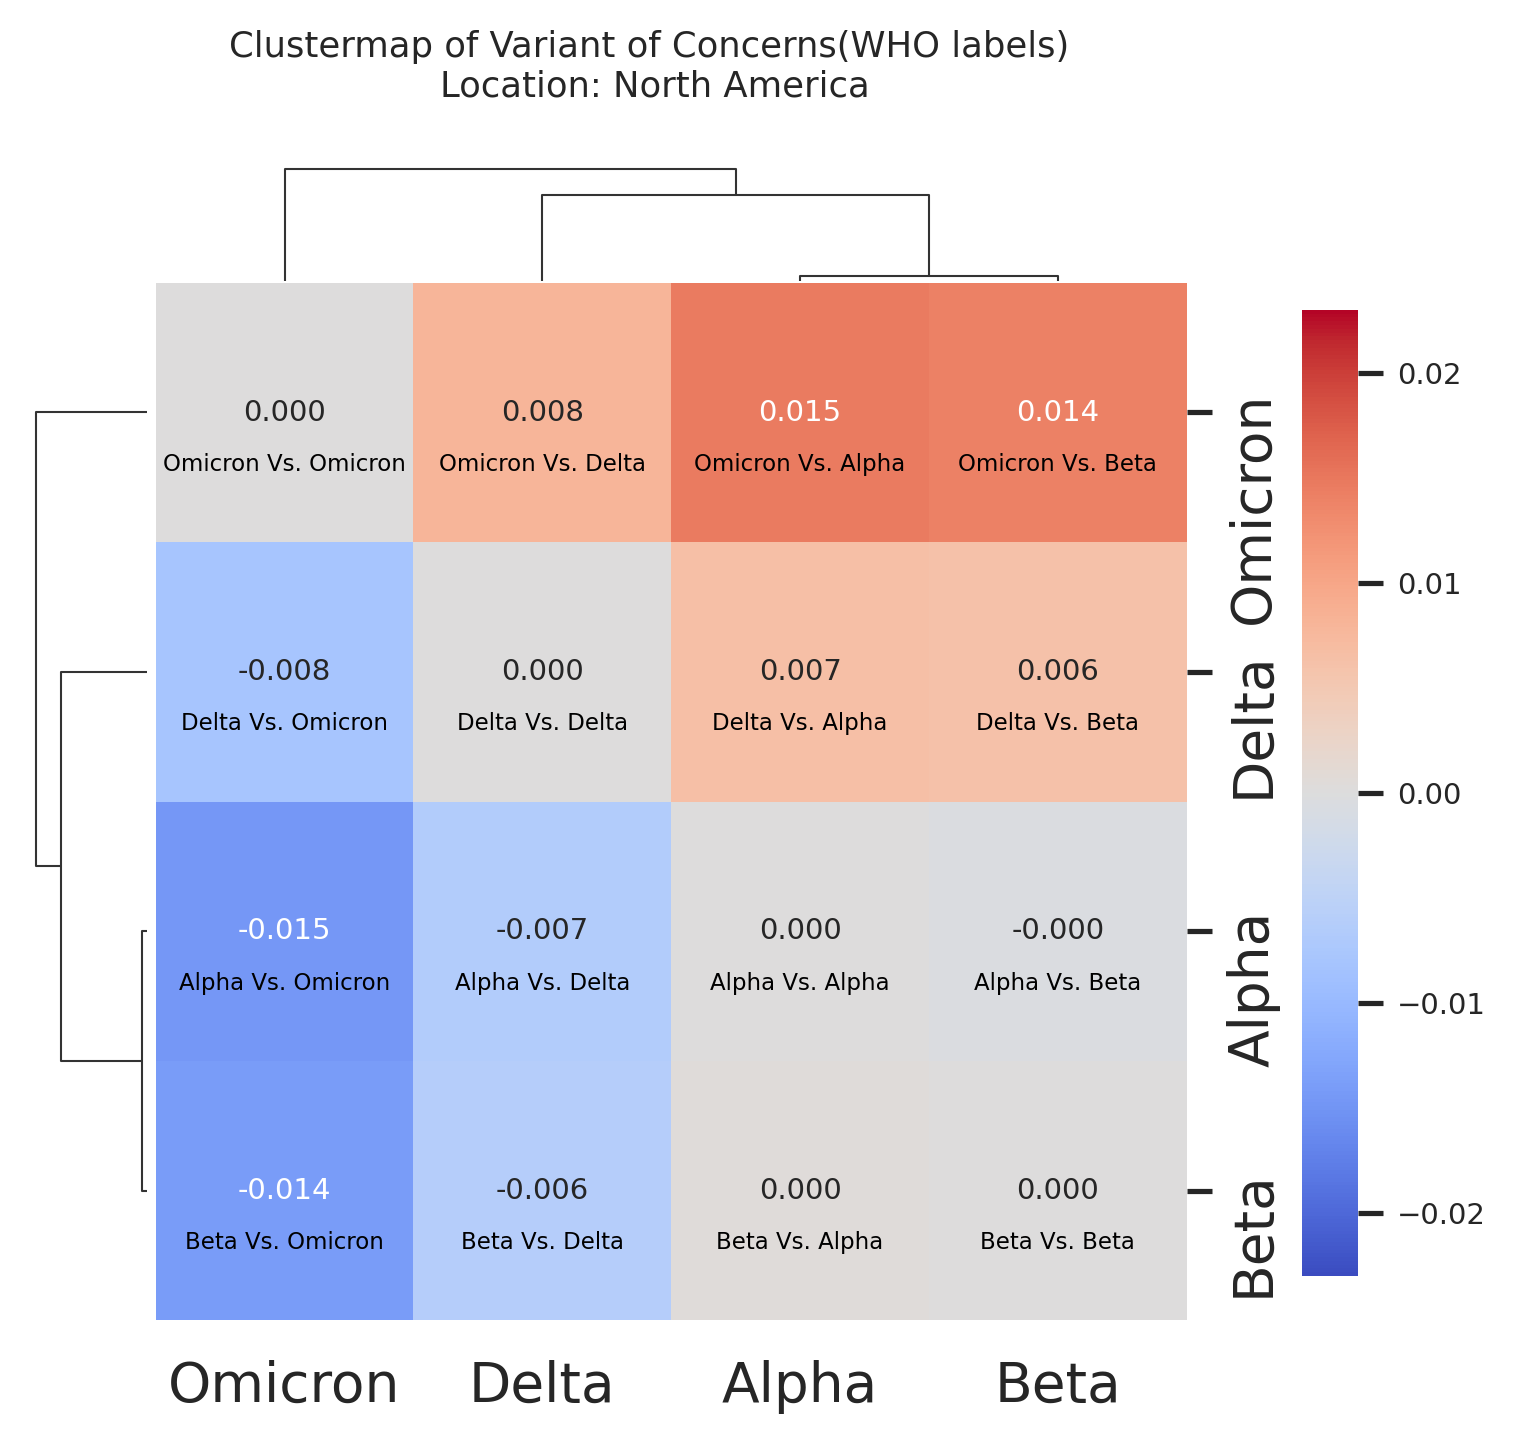 Clustermap of Variant of Concerns(WHO labels)
Location: North America
0.000 0.008 0.015 0.014
Omicron Vs. Omicron Omicron Vs. Delta Omicron Vs. Alpha Omicron Vs. Beta
-0.008 0.000 0.007 0.006
Delta Vs. Omicron Delta Vs. Delta Delta Vs. Alpha Delta Vs. Beta
-0.015 -0.007 0.000 -0.000
Alpha Vs. Omicron Alpha Vs. Delta Alpha Vs. Alpha Alpha Vs. Beta
-0.014 -0.006 0.000 0.000
Beta Vs. Omicron Beta Vs. Delta Beta Vs. Alpha Beta Vs. Beta
Omicron Delta Alpha Beta
Omicron
Delta
Alpha
Beta
0.02
0.01
0.00
−0.01
−0.02